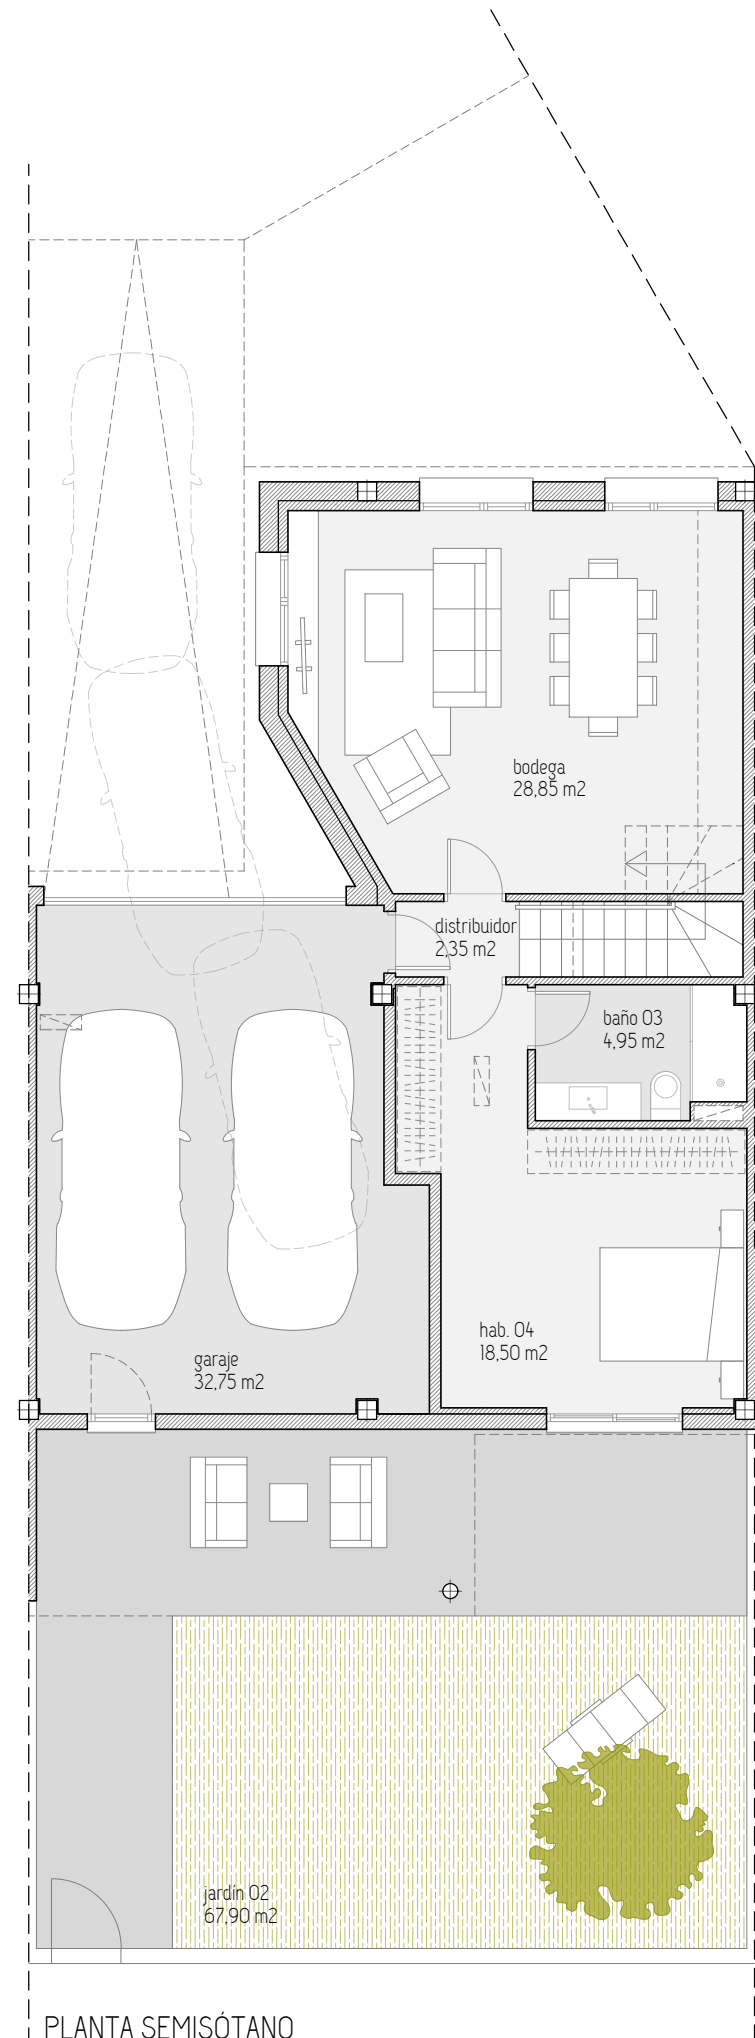 bodega
28,85 m2
distribuidor
2,35 m2
baño 03
4,95 m2
hab. 04
18,50 m2
garaje
32,75 m2
jardín 02
67,90 m2
PLANTA SEMISÓTANO